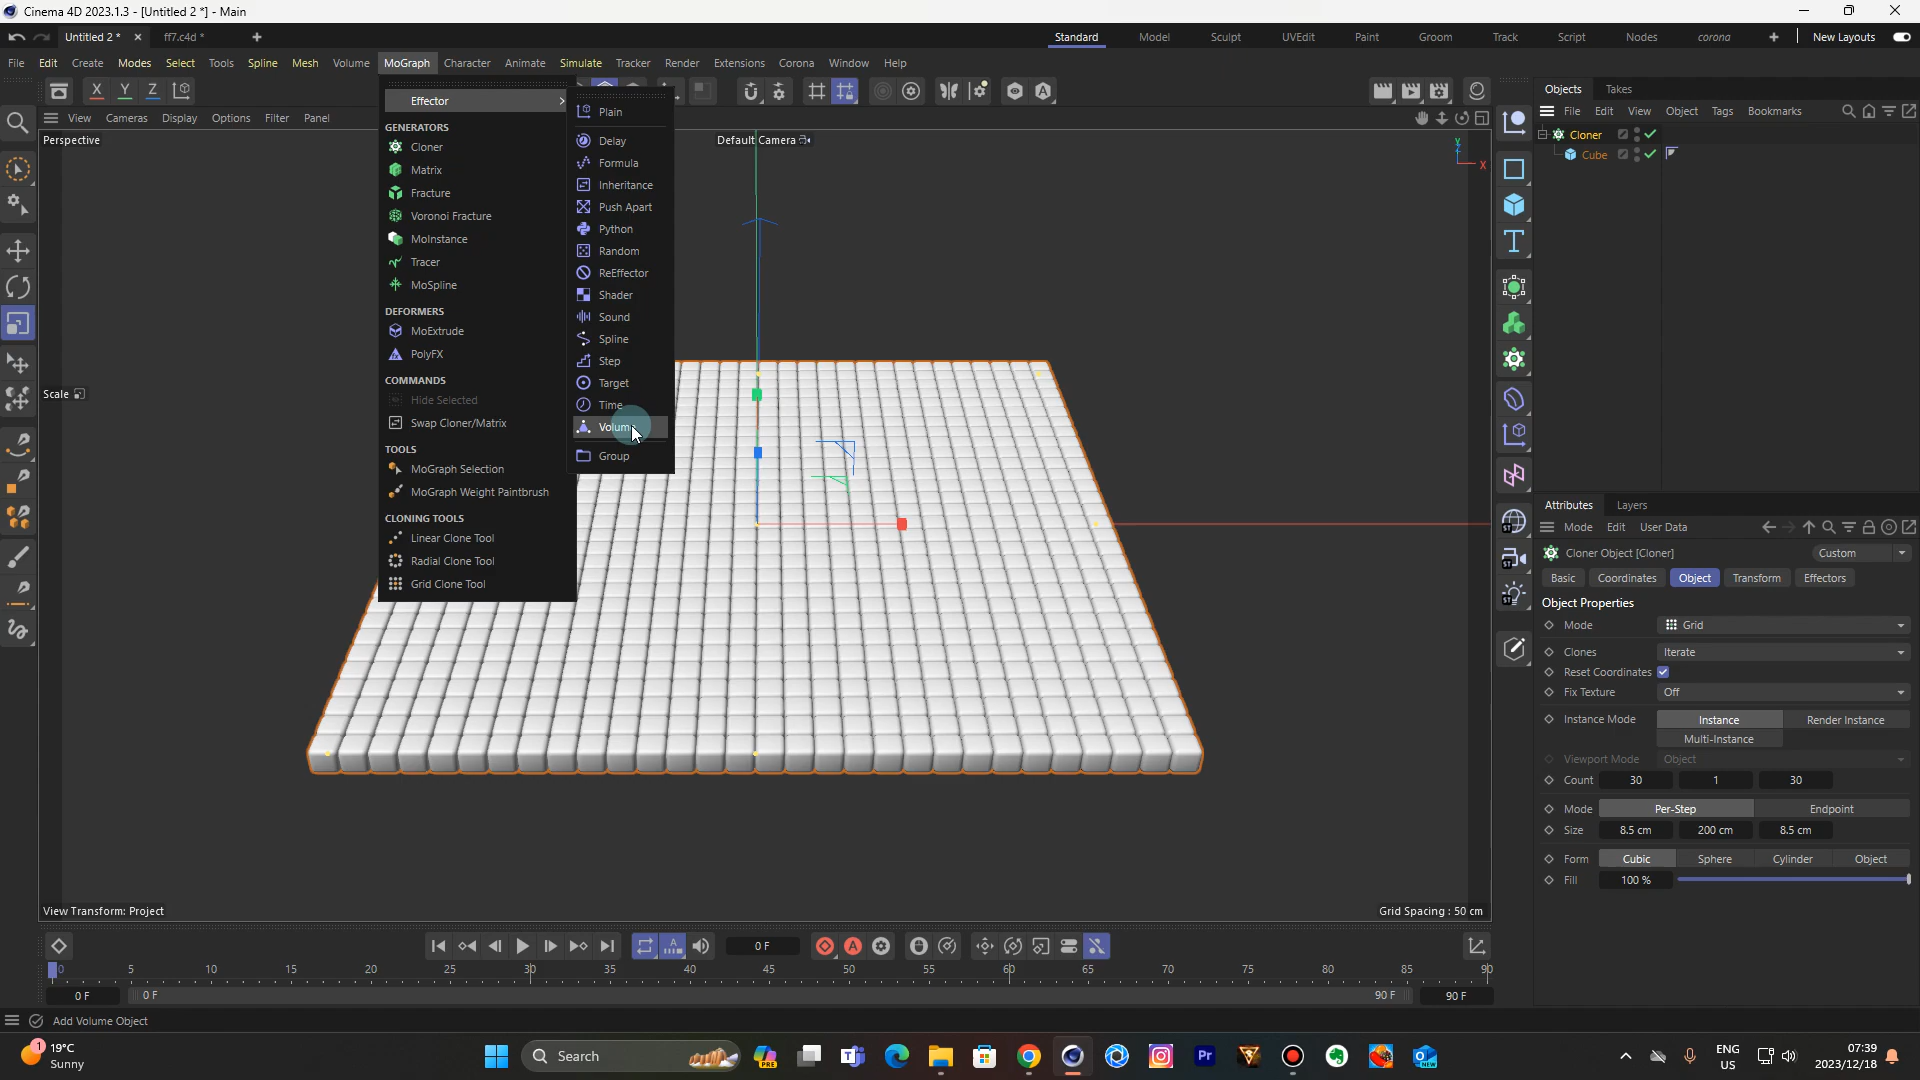 Cinema 4D 2023.1.3 - [Untitled 2 *] - Main
Untitled 2 * × ff7.c4d * +
Standard Model Sculpt UVEdit Paint Groom Track Script Nodes corona + New Layouts
File Edit Create Modes Select Tools Spline Mesh Volume MoGraph Character Animate Simulate Tracker Render Extensions Corona Window Help
X Y Z
View Cameras Display Options Filter Panel
Perspective
Default Camera
Scale
Effector
GENERATORS
Cloner
Matrix
Fracture
Voronoi Fracture
MoInstance
Tracer
MoSpline
DEFORMERS
MoExtrude
PolyFX
COMMANDS
Hide Selected
Swap Cloner/Matrix
TOOLS
MoGraph Selection
MoGraph Weight Paintbrush
CLONING TOOLS
Linear Clone Tool
Radial Clone Tool
Grid Clone Tool
Plain
Delay
Formula
Inheritance
Push Apart
Python
Random
ReEffector
Shader
Sound
Spline
Step
Target
Time
Volume
Group
Y
Z
X
View Transform: Project
Grid Spacing : 50 cm
Objects Takes
File Edit View Object Tags Bookmarks
Cloner
Cube
Attributes Layers
Mode Edit User Data
Cloner Object [Cloner] Custom
Basic Coordinates Object Transform Effectors
Object Properties
Mode Grid
Clones Iterate
Reset Coordinates
Fix Texture Off
Instance Mode Instance Render Instance
Multi-Instance
Viewport Mode Object
Count 30 1 30
Mode Per-Step Endpoint
Size 8.5 cm 200 cm 8.5 cm
Form Cubic Sphere Cylinder Object
Fill 100 %
0 F
0 5 10 15 20 25 30 35 40 45 50 55 60 65 70 75 80 85 90
0 F 0 F 90 F 90 F
Add Volume Object
1 19°C
Sunny
Search
PRE
Pr
NEW
ENG
US
07:39
2023/12/18